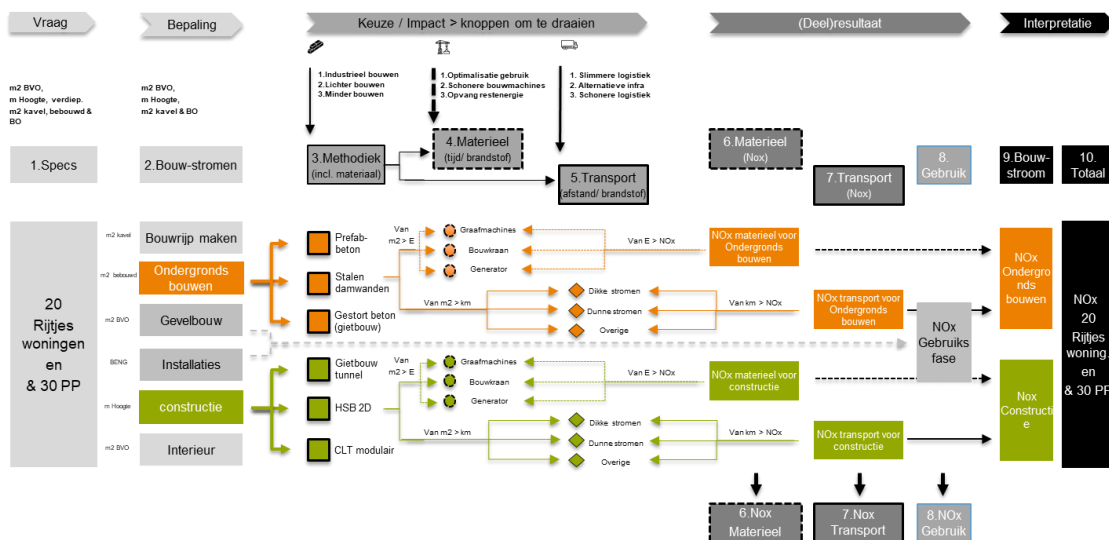 Vraag
Bepaling
Keuze / Impact > knoppen om te draaien
(Deel)resultaat
Interpretatie
m2 BVO,
m Hoogte, verdiep.
m2 kavel, bebouwd &
BO
m2 BVO,
m Hoogte,
m2 kavel & BO
1.Industrieel bouwen
2.Lichter bouwen
3.Minder bouwen
1.Optimalisatie gebruik
2.Schonere bouwmachines
3.Opvang restenergie
1. Slimmere logistiek
2. Alternatieve infra
3. Schonere logistiek
1.Specs
2.Bouw-stromen
3.Methodiek
(incl. materiaal)
4.Materieel
(tijd/ brandstof)
5.Transport
(afstand/ brandstof)
6.Materieel
(Nox)
7.Transport
(Nox)
8.
Gebruik
9.Bouw-
stroom
10.
Totaal
20
Rijtjes
woningen
en
& 30 PP
m2 kavel
Bouwrijp maken
m2 bebouwd
Ondergronds
bouwen
m2 BVO
Gevelbouw
BENG
Installaties
m Hoogte
constructie
m2 BVO
Interieur
Prefab-
beton
Stalen
damwanden
Gestort beton
(gietbouw)
Van
m2 > E
Graafmachines
Bouwkraan
Generator
Van E > NOx
NOx materieel voor
Ondergronds
bouwen
Van m2 > km
Dikke stromen
Dunne stromen
Overige
Van km > NOx
NOx transport voor
Ondergronds
bouwen
NOx
Gebruiks
fase
NOx
Ondergro
nds
bouwen
Gietbouw
tunnel
HSB 2D
CLT modulair
Van
m2 > E
Graafmachines
Bouwkraan
Generator
Van E > NOx
NOx materieel voor
constructie
Van m2 > km
Dikke stromen
Dunne stromen
Overige
Van km > NOx
NOx transport voor
constructie
Nox
Constructi
e
NOx
20
Rijtjes
woning.
en
& 30 PP
6.Nox
Materieel
7.Nox
Transport
8.NOx
Gebruik